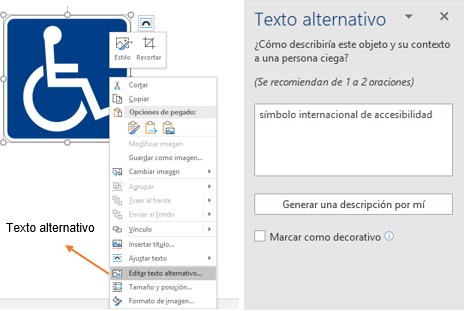 Estilo
Recortar
Cortar
Copiar
Opciones de pegado:
Modificar imagen
Guardar como imagen...
Cambiar imagen
Agrupar
Traer al frente
Enviar al fondo
Vínculo
Insertar título...
Ajustar texto
Editar texto alternativo...
Tamaño y posición...
Formato de imagen...
Texto alternativo
Texto alternativo
¿Cómo describiría este objeto y su contexto
a una persona ciega?
(Se recomiendan de 1 a 2 oraciones)
símbolo internacional de accesibilidad
Generar una descripción por mí
Marcar como decorativo